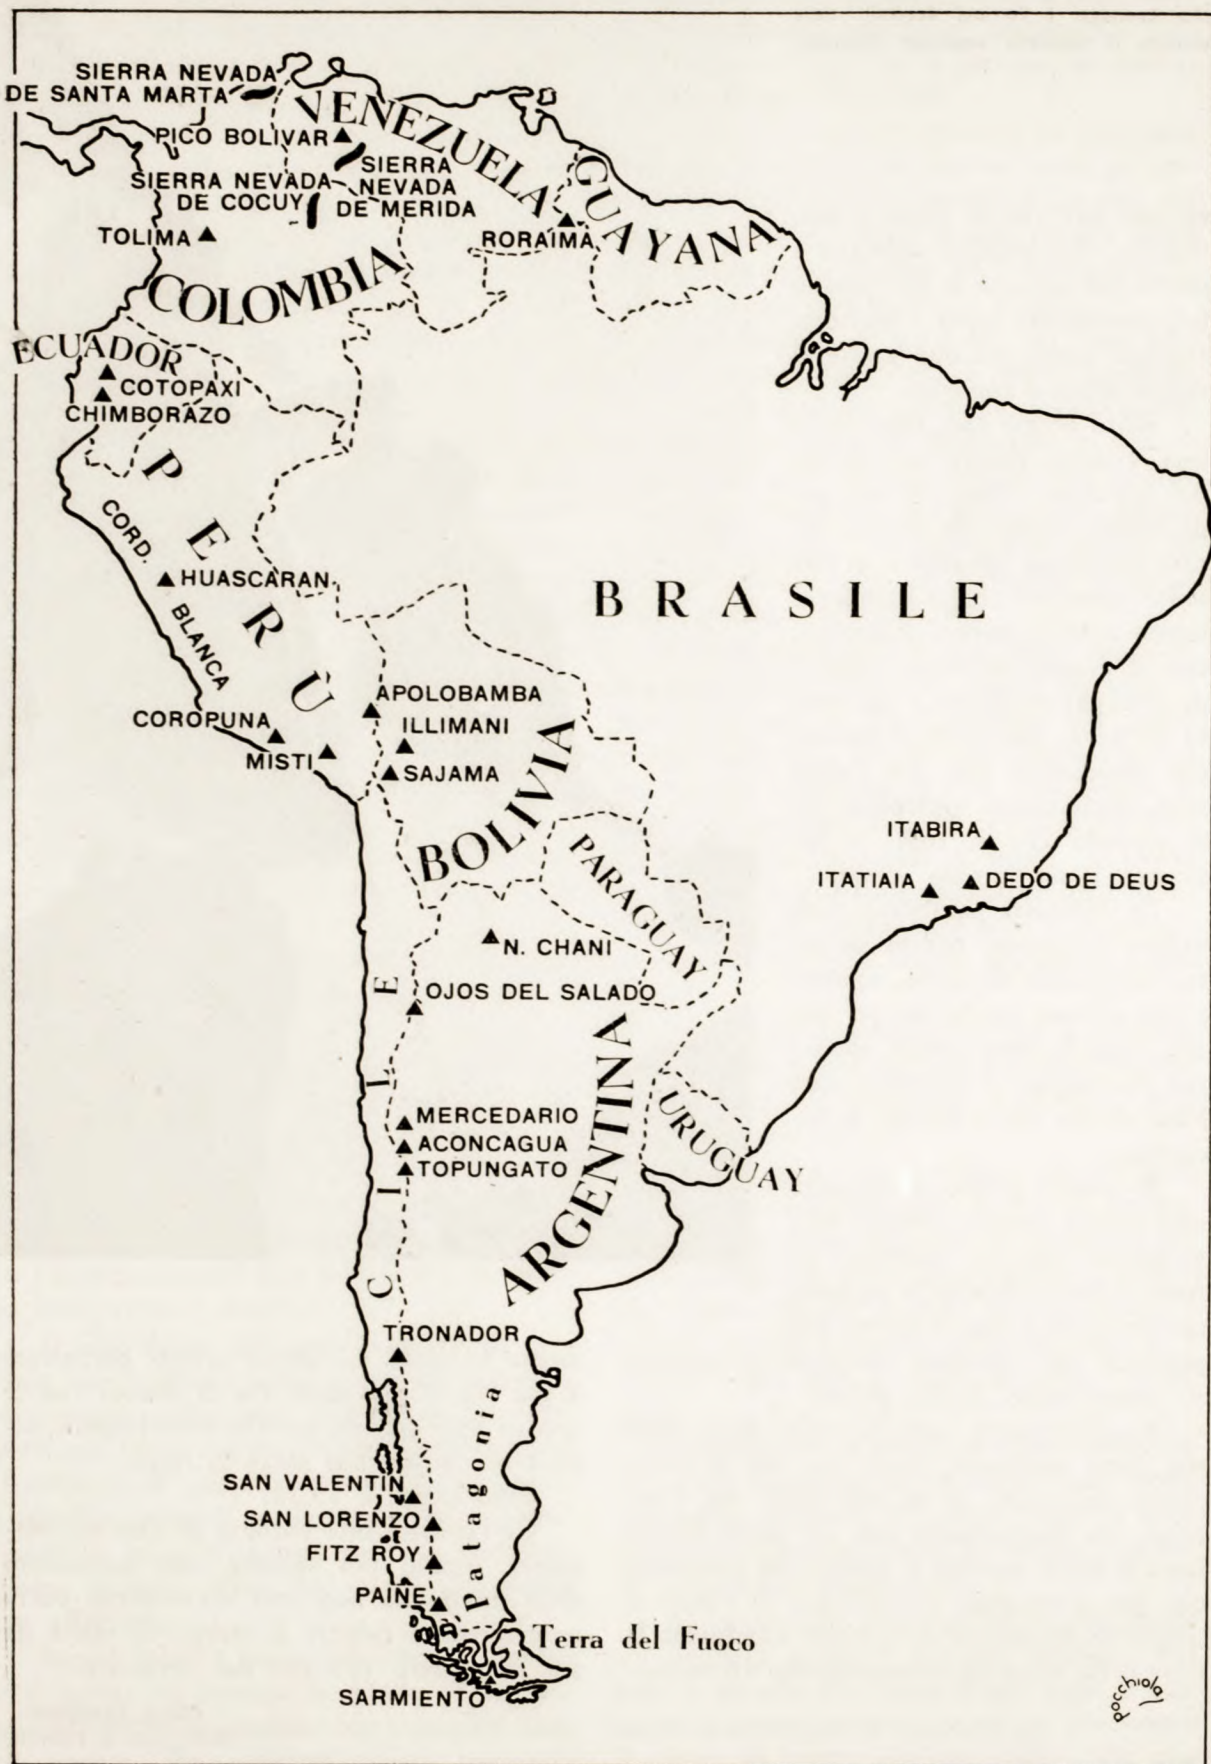 SIERRA NEVADA
DE SANTA MARTA
VENEZUELA
PICO BOLIVAR
SIERRA
NEVADA
DE MERIDA
SIERRA NEVADA
DE COCUY
GUAYANA
TOLIMA
RORAIMA
COLOMBIA
ECUADOR
COTOPAXI
CHIMBORAZO
PERÙ
CORD.
BLANCA
HUASCARAN
BRASILE
APOLOBAMBA
COROPUNA
ILLIMANI
MISTI
SAJAMA
BOLIVIA
PARAGUAY
ITABIRA
ITATIAIA
DEDO DE DEUS
N. CHANI
OJOS DEL SALADO
CILE
ARGENTINA
URUGUAY
MERCEDARIO
ACONCAGUA
TOPUNGATO
TRONADOR
Patagonia
SAN VALENTIN
SAN LORENZO
FITZ ROY
PAINE
Terra del Fuoco
SARMIENTO
Pocchiola